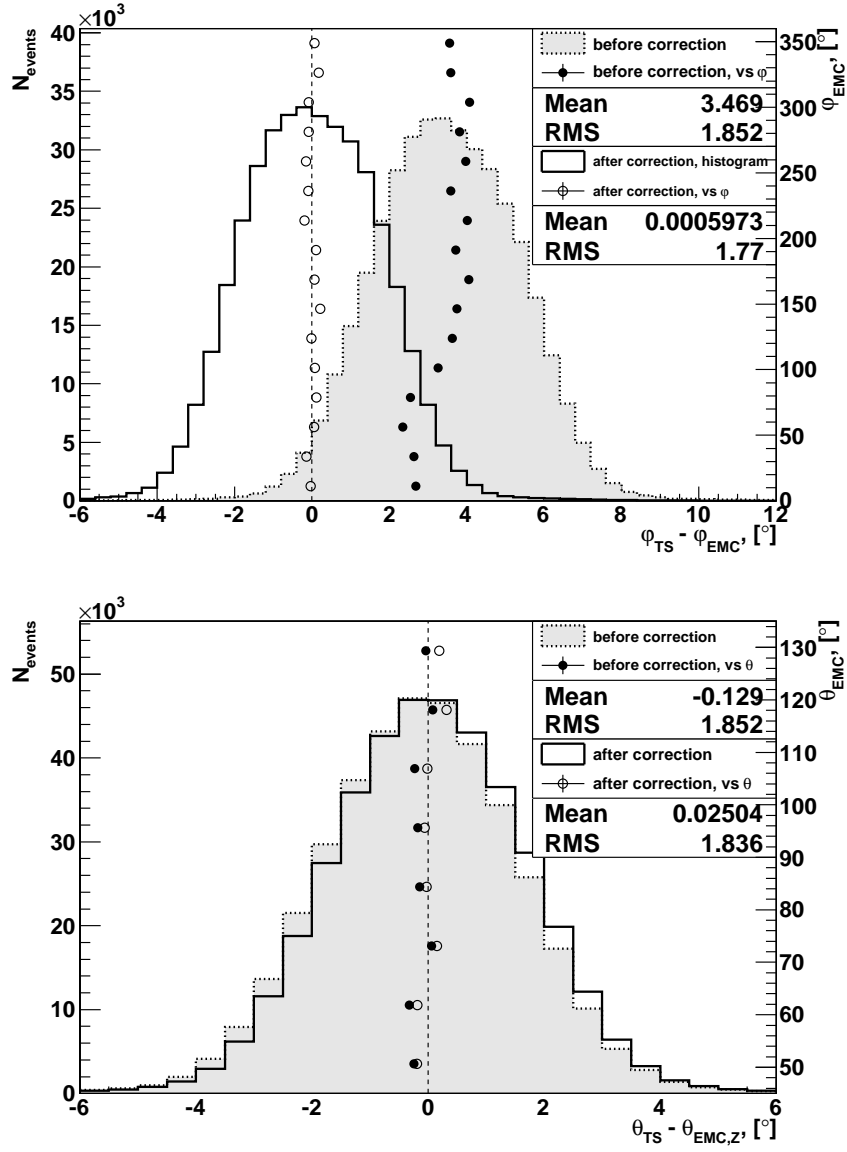 ×10³
40
35
30
25
20
15
10
5
0
N_events
350
300
250
200
150
100
50
0
φ_EMC, [°]
before correction
before correction, vs φ
Mean 3.469
RMS 1.852
after correction, histogram
after correction, vs φ
Mean 0.0005973
RMS 1.77
-6 -4 -2 0 2 4 6 8 10 12
φ_TS - φ_EMC, [°]
×10³
50
40
30
20
10
0
N_events
130
120
110
100
90
80
70
60
50
θ_EMC, [°]
before correction
before correction, vs θ
Mean -0.129
RMS 1.852
after correction
after correction, vs θ
Mean 0.02504
RMS 1.836
-6 -4 -2 0 2 4 6
θ_TS - θ_EMC,Z, [°]